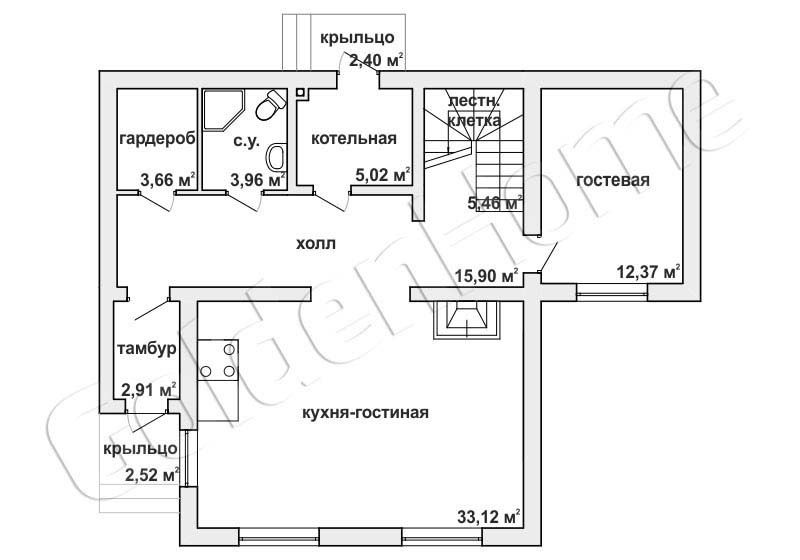 крыльцо
2,40 м²
гардероб
3,66 м²
с.у.
3,96 м²
котельная
5,02 м²
лестн.
клетка
5,46 м²
гостевая
12,37 м²
холл
15,90 м²
тамбур
2,91 м²
кухня-гостиная
33,12 м²
крыльцо
2,52 м²
GoldenHome